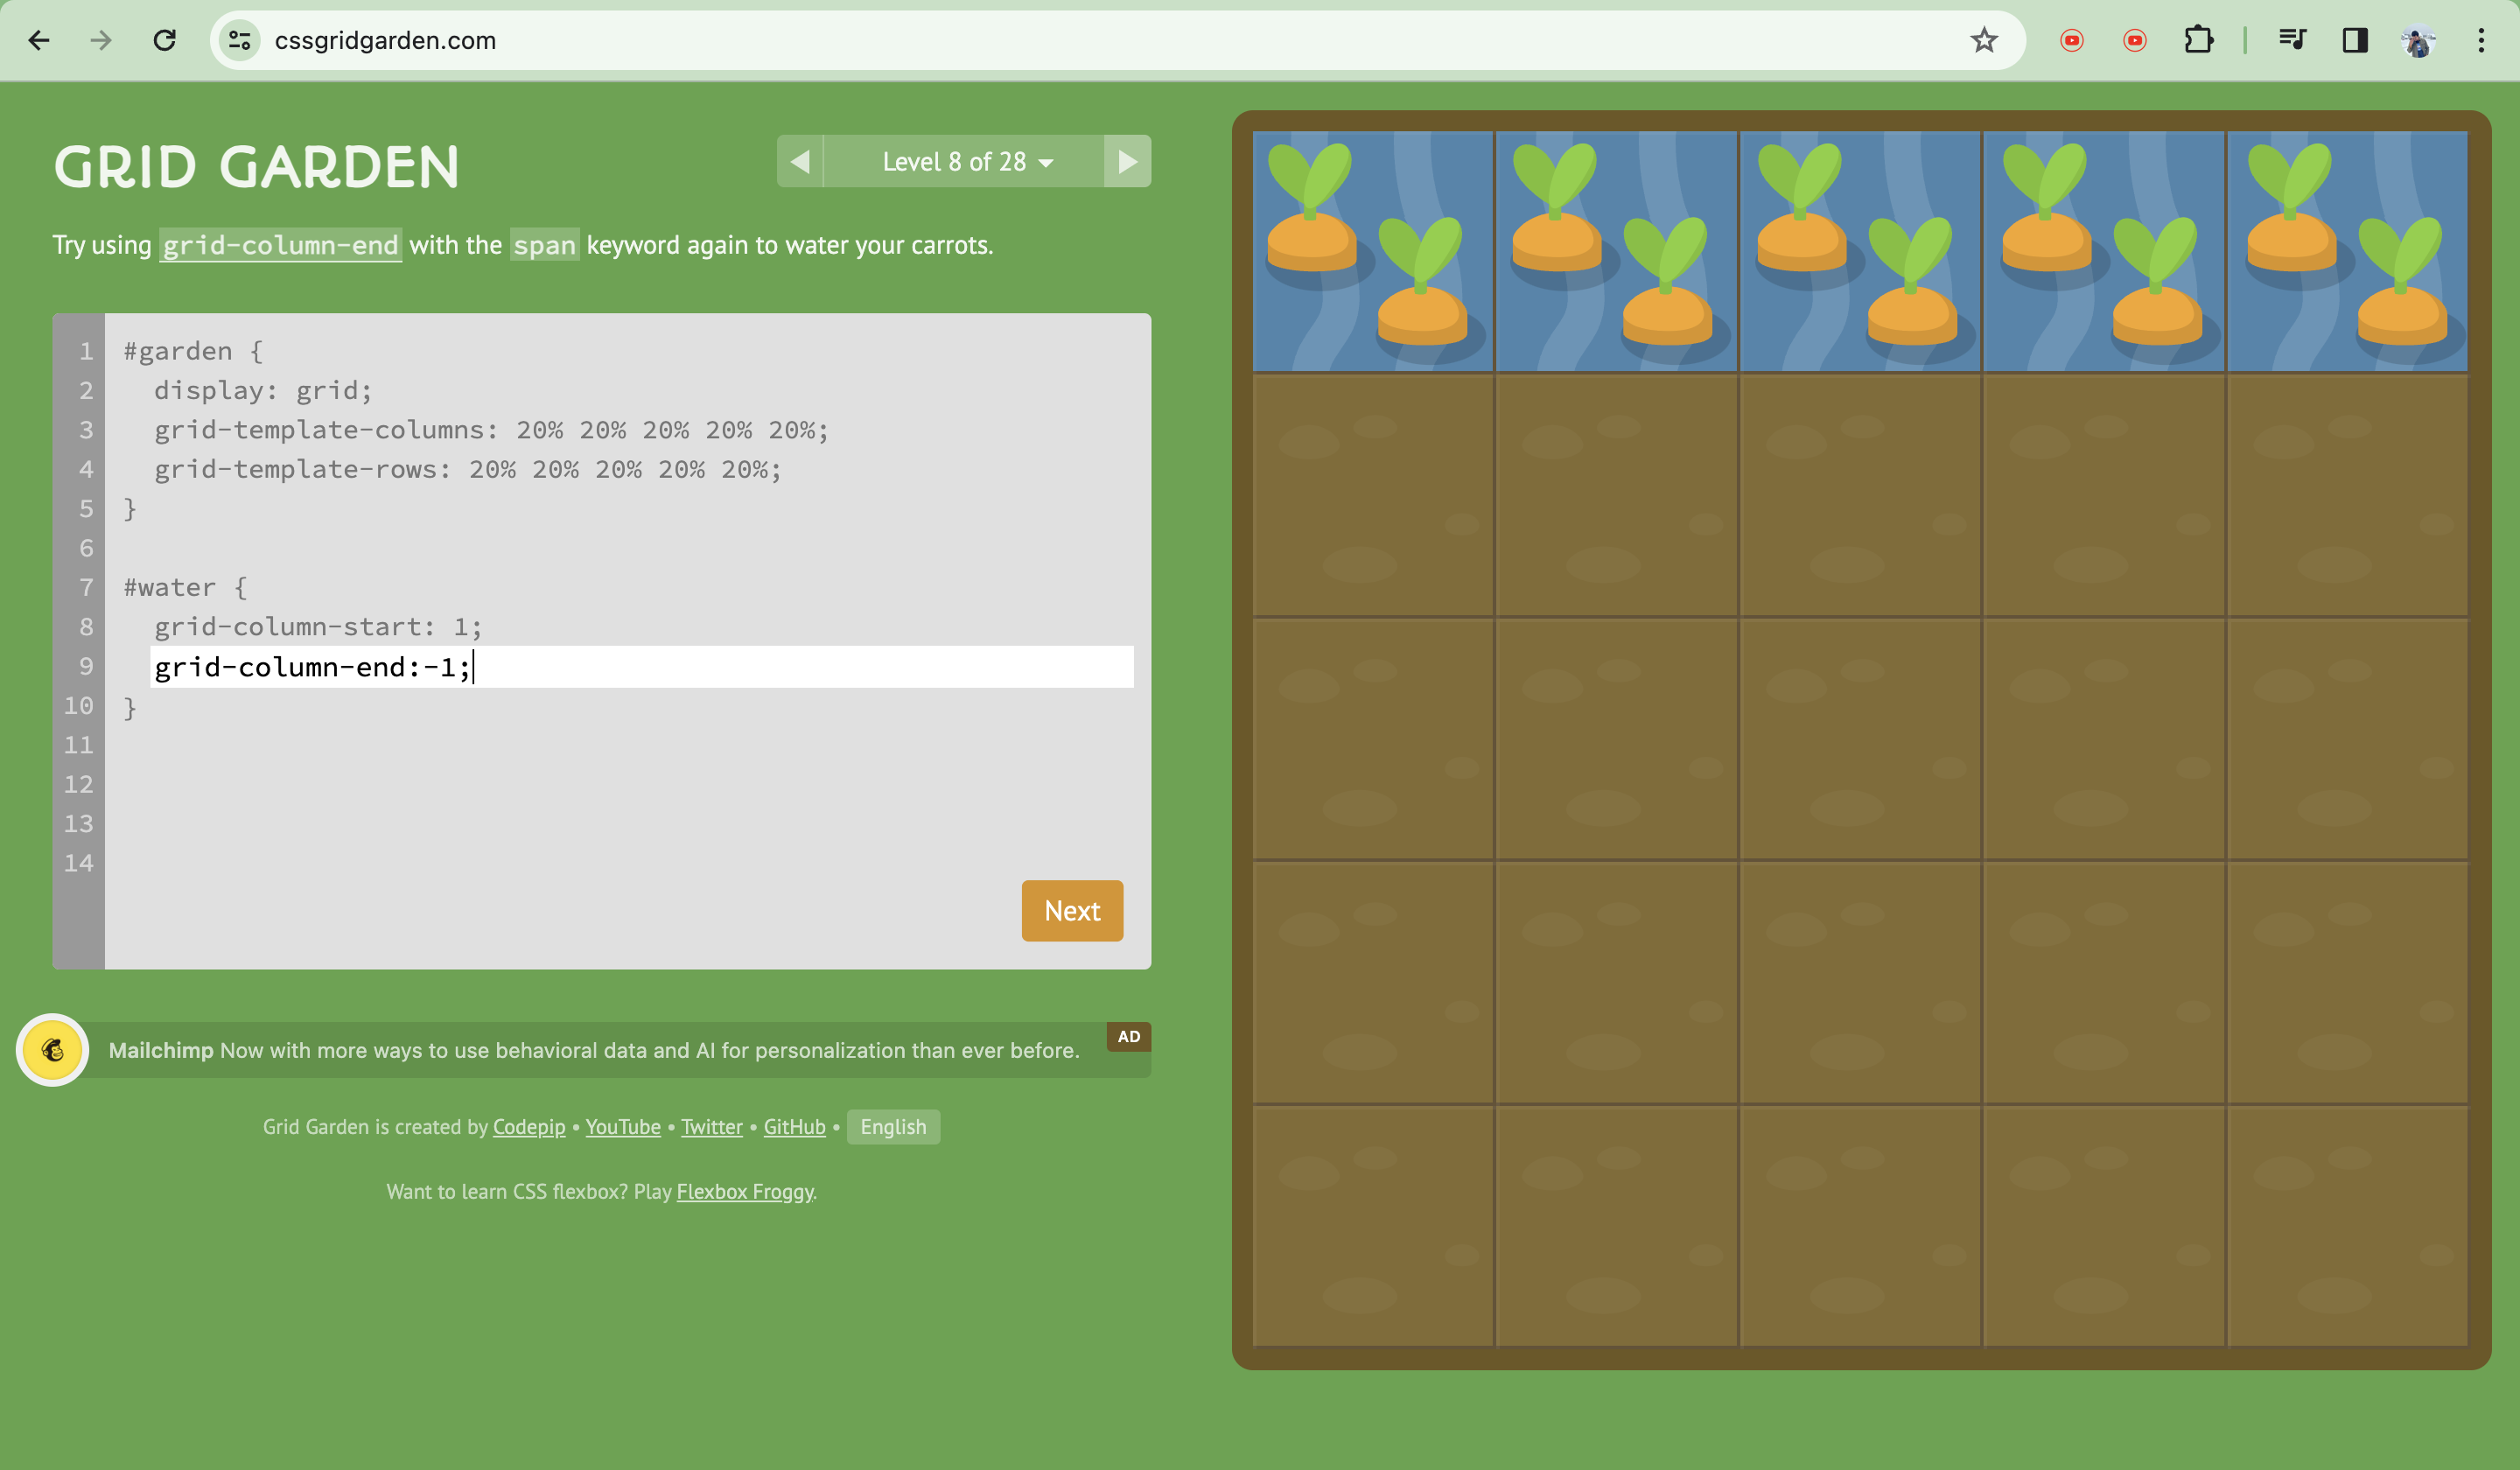 cssgridgarden.com
GRID GARDEN
Level 8 of 28
Try using grid-column-end with the span keyword again to water your carrots.
1 #garden {
2 display: grid;
3 grid-template-columns: 20% 20% 20% 20% 20%;
4 grid-template-rows: 20% 20% 20% 20% 20%;
5 }
6
7 #water {
8 grid-column-start: 1;
9 grid-column-end:-1;
10 }
11
12
13
14
Next
AD
Mailchimp Now with more ways to use behavioral data and AI for personalization than ever before.
Grid Garden is created by Codepip • YouTube • Twitter • GitHub • English
Want to learn CSS flexbox? Play Flexbox Froggy.